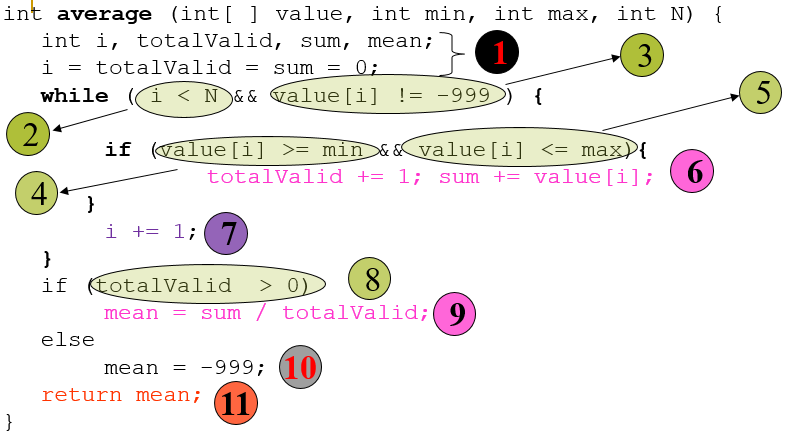 int average (int[ ] value, int min, int max, int N) {
int i, totalValid, sum, mean; 1
i = totalValid = sum = 0; 3
while ( i < N && value[i] != -999 ) { 5
2
if (value[i] >= min && value[i] <= max){
4 totalValid += 1; sum += value[i]; 6
}
i += 1; 7
}
if (totalValid > 0) 8
mean = sum / totalValid; 9
else
mean = -999; 10
return mean; 11
}